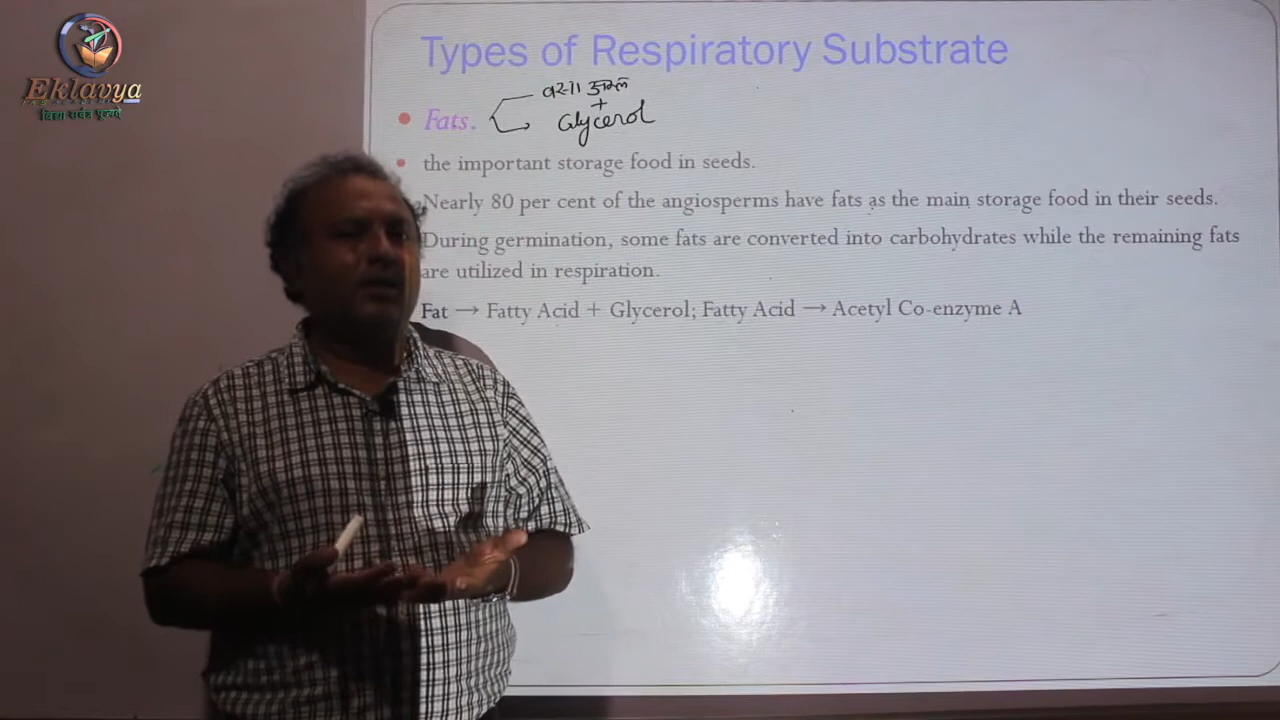 Eklavya
विद्या सर्वत्र पूज्यते
Types of Respiratory Substrate
वसा अम्ल
+
Glycerol
• Fats.
• the important storage food in seeds.
Nearly 80 per cent of the angiosperms have fats as the main storage food in their seeds.
During germination, some fats are converted into carbohydrates while the remaining fats
are utilized in respiration.
Fat → Fatty Acid + Glycerol; Fatty Acid → Acetyl Co-enzyme A